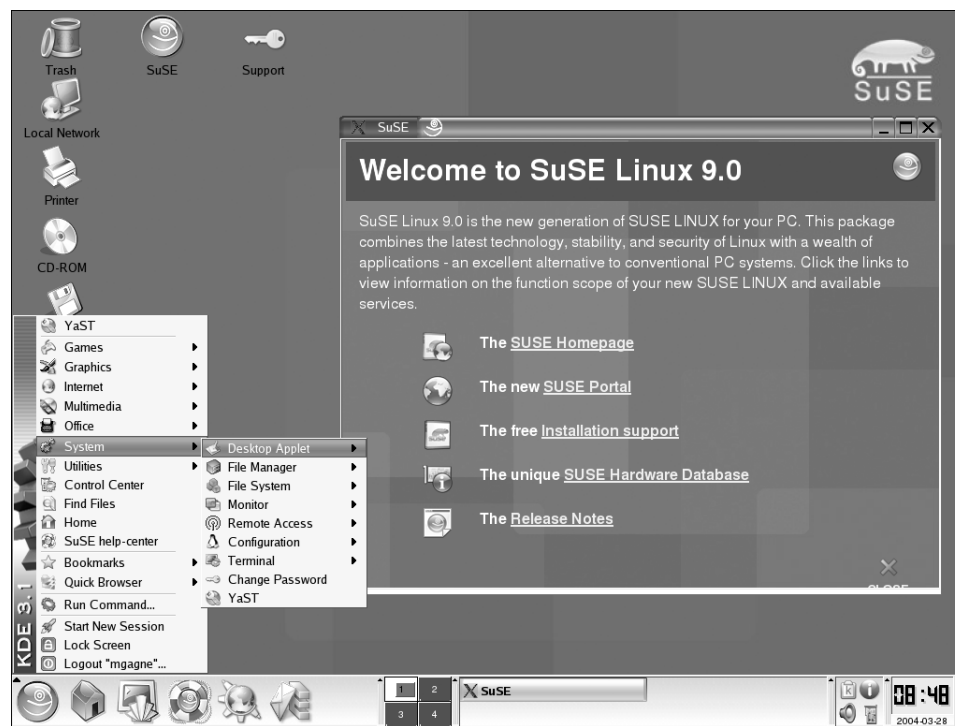 Trash
SuSE
Support
Local Network
Printer
CD-ROM
SuSE
SuSE
Welcome to SuSE Linux 9.0
SuSE Linux 9.0 is the new generation of SUSE LINUX for your PC. This package
combines the latest technology, stability, and security of Linux with a wealth of
applications - an excellent alternative to conventional PC systems. Click the links to
view information on the function scope of your new SUSE LINUX and available
services.
The SUSE Homepage
The new SUSE Portal
The free Installation support
The unique SUSE Hardware Database
The Release Notes
CLOSE
YaST
Games
Graphics
Internet
Multimedia
Office
System
Utilities
Control Center
Find Files
Home
SuSE help-center
Bookmarks
Quick Browser
Run Command...
Start New Session
Lock Screen
Logout "mgagne"...
KDE 3.1
Desktop Applet
File Manager
File System
Monitor
Remote Access
Configuration
Terminal
Change Password
YaST
1
2
3
4
SuSE
08:48
2004-03-28